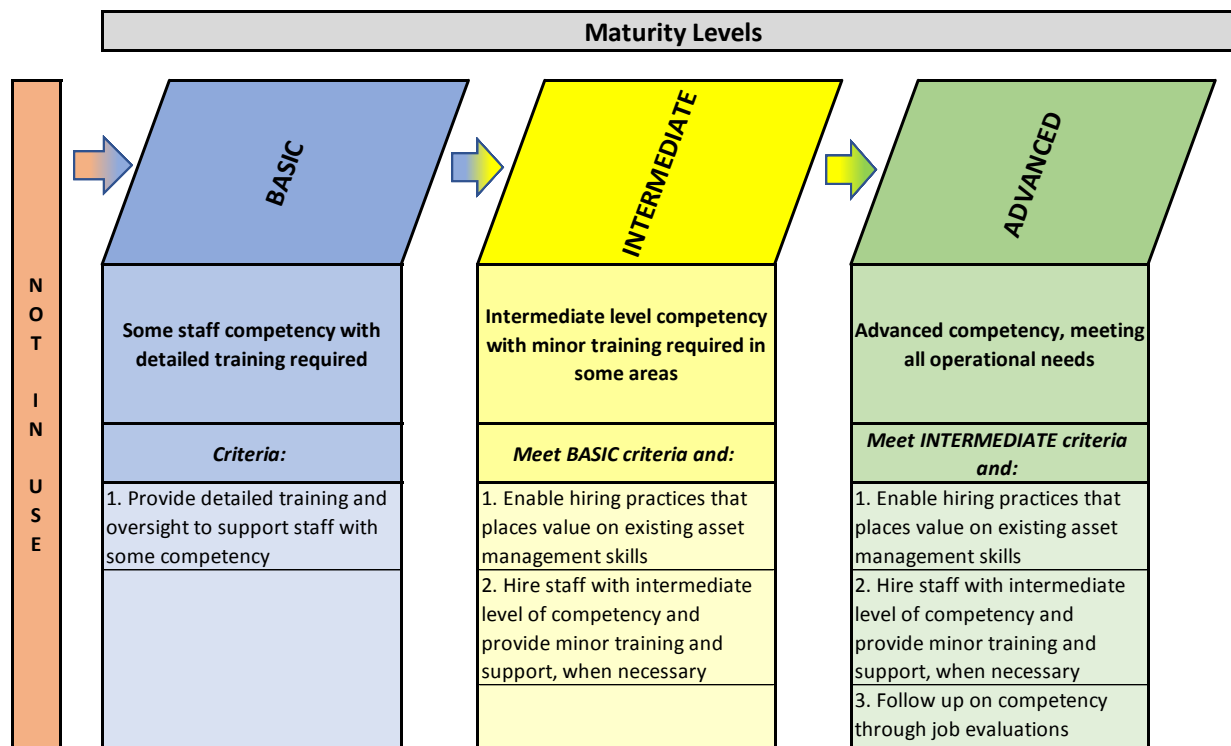 Maturity Levels
NOT IN USE
BASIC
INTERMEDIATE
ADVANCED
Some staff competency with
detailed training required
Criteria:
1. Provide detailed training and
oversight to support staff with
some competency
Intermediate level competency
with minor training required in
some areas
Meet BASIC criteria and:
1. Enable hiring practices that
places value on existing asset
management skills
2. Hire staff with intermediate
level of competency and
provide minor training and
support, when necessary
Advanced competency, meeting
all operational needs
Meet INTERMEDIATE criteria
and:
1. Enable hiring practices that
places value on existing asset
management skills
2. Hire staff with intermediate
level of competency and
provide minor training and
support, when necessary
3. Follow up on competency
through job evaluations